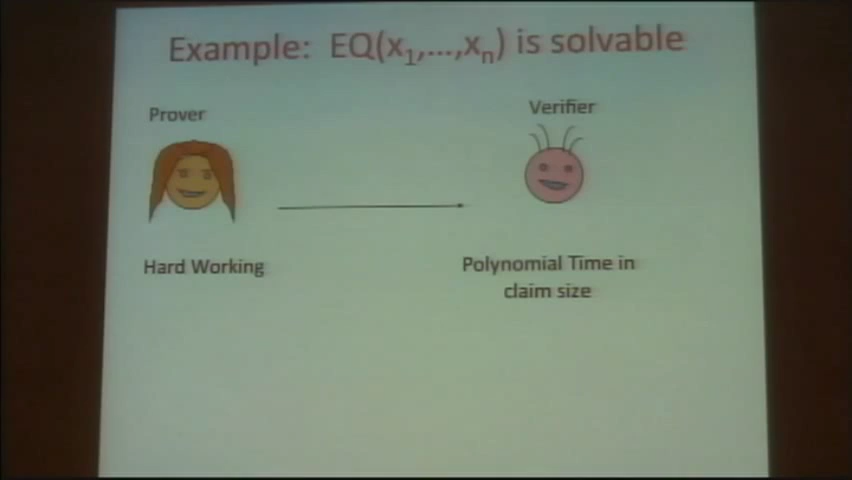 Example: EQ(x₁,...,xₙ) is solvable
Prover
Verifier
Hard Working
Polynomial Time in
claim size